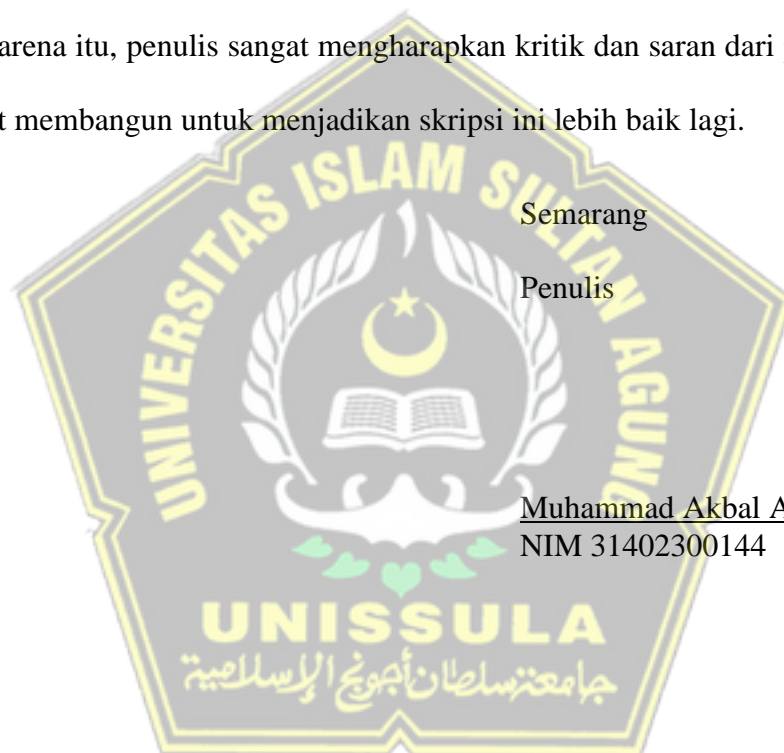 arena itu, penulis sangat mengharapkan kritik dan saran dari
t membangun untuk menjadikan skripsi ini lebih baik lagi.
UNIVERSITAS ISLAM SULTAN AGUNG
Semarang
Penulis
Muhammad Akbal A
NIM 31402300144
UNISSULA
جامعة سلطان أجونج الإسلامية